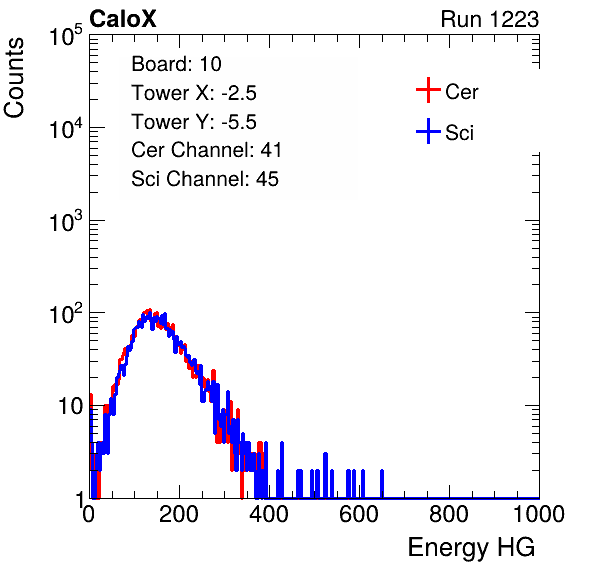 CaloX Run 1223
Counts
10^5
10^4
10^3
10^2
10
1
Board: 10
Tower X: -2.5
Tower Y: -5.5
Cer Channel: 41
Sci Channel: 45
Cer
Sci
0 200 400 600 800 1000
Energy HG